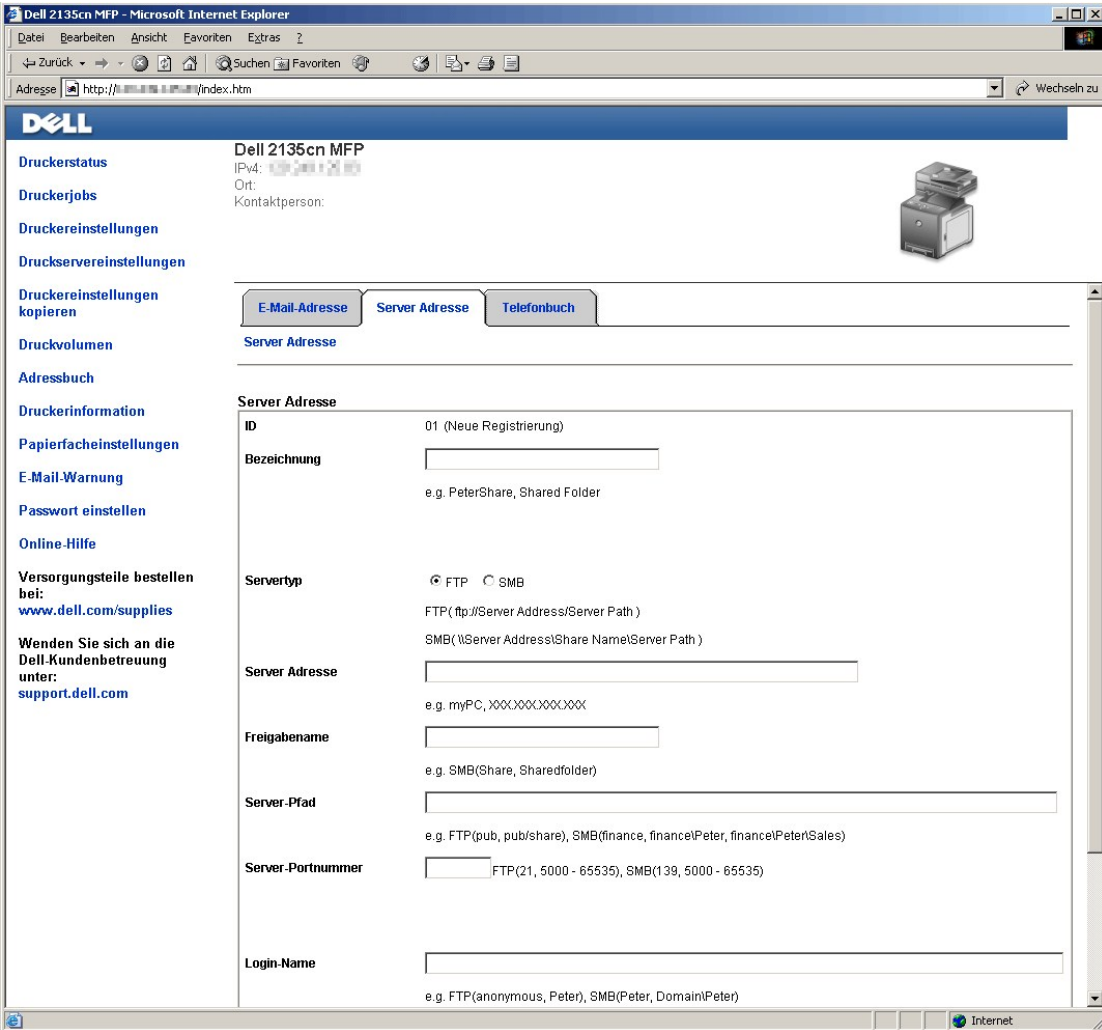 Dell 2135cn MFP - Microsoft Internet Explorer
Datei Bearbeiten Ansicht Favoriten Extras ?
Zurück Suchen Favoriten
Adresse http:// /index.htm Wechseln zu
DELL
Dell 2135cn MFP
IPv4:
Ort:
Kontaktperson:
Druckerstatus
Druckerjobs
Druckereinstellungen
Druckservereinstellungen
Druckereinstellungen
kopieren
Druckvolumen
Adressbuch
Druckerinformation
Papierfacheinstellungen
E-Mail-Warnung
Passwort einstellen
Online-Hilfe
Versorgungsteile bestellen
bei:
www.dell.com/supplies
Wenden Sie sich an die
Dell-Kundenbetreuung
unter:
support.dell.com
E-Mail-Adresse Server Adresse Telefonbuch
Server Adresse
Server Adresse
ID 01 (Neue Registrierung)
Bezeichnung
e.g. PeterShare, Shared Folder
Servertyp FTP SMB
FTP( ftp://Server Address/Server Path )
SMB( \\Server Address\Share Name\Server Path )
Server Adresse
e.g. myPC, XXX.XXX.XXX.XXX
Freigabename
e.g. SMB(Share, Sharedfolder)
Server-Pfad
e.g. FTP(pub, pub/share), SMB(finance, finance\Peter, finance\Peter\Sales)
Server-Portnummer FTP(21, 5000 - 65535), SMB(139, 5000 - 65535)
Login-Name
e.g. FTP(anonymous, Peter), SMB(Peter, Domain\Peter)
Internet